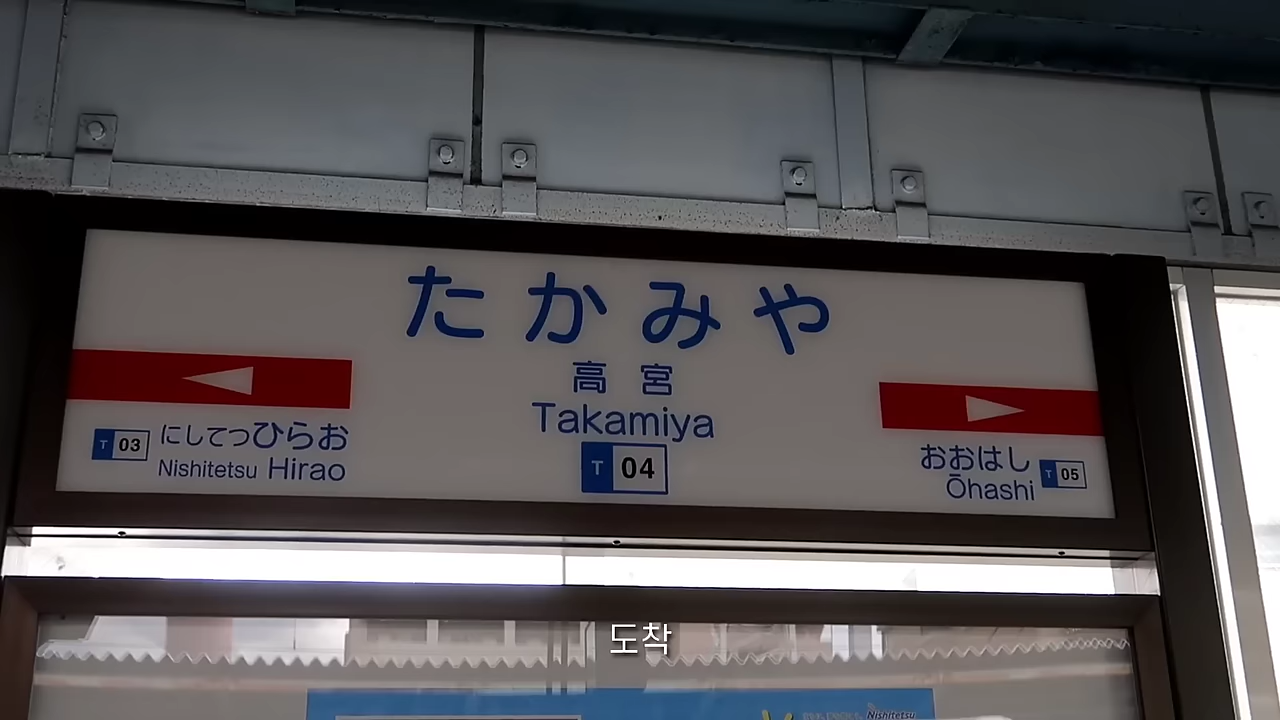 たかみや
高宮
Takamiya
T 04
T 03 にしてつひらお
Nishitetsu Hirao
おおはし T 05
Ōhashi
도착
Nishitetsu